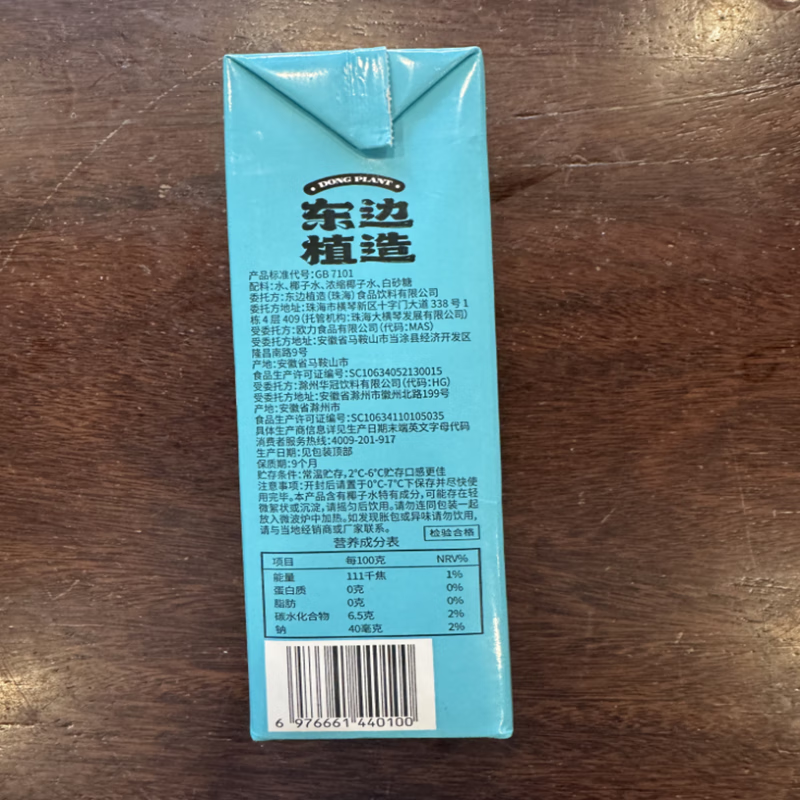 DONG PLANT
东边
植造
产品标准代号:GB 7101
配料:水、椰子水、浓缩椰子水、白砂糖
委托方:东边植造(珠海)食品饮料有限公司
委托方地址:珠海市横琴新区十字门大道 338 号 1
栋 4 层 409 (托管机构:珠海大横琴发展有限公司)
受委托方:欧力食品有限公司(代码:MAS)
受委托方地址:安徽省马鞍山市当涂县经济开发区
隆昌南路9号
产地:安徽省马鞍山市
食品生产许可证编号:SC10634052130015
受委托方:滁州华冠饮料有限公司(代码:HG)
受委托方地址:安徽省滁州市徽州北路199号
产地:安徽省滁州市
食品生产许可证编号:SC10634110105035
具体生产商信息详见生产日期末端英文字母代码
消费者服务热线:4009-201-917
生产日期:见包装顶部
保质期:9个月
贮存条件:常温贮存,2°C-6°C贮存口感更佳
注意事项:开封后请置于0°C-7°C下保存并尽快使
用完毕。本产品含有椰子水特有成分,可能存在轻
微絮状或沉淀,请摇匀后饮用。请勿连同包装一起
放入微波炉中加热。如发现胀包或异味请勿饮用,
请与当地经销商或厂家联系。
检验合格
营养成分表
项目 每100克 NRV%
能量 111千焦 1%
蛋白质 0克 0%
脂肪 0克 0%
碳水化合物 6.5克 2%
钠 40毫克 2%
6 976661 440100